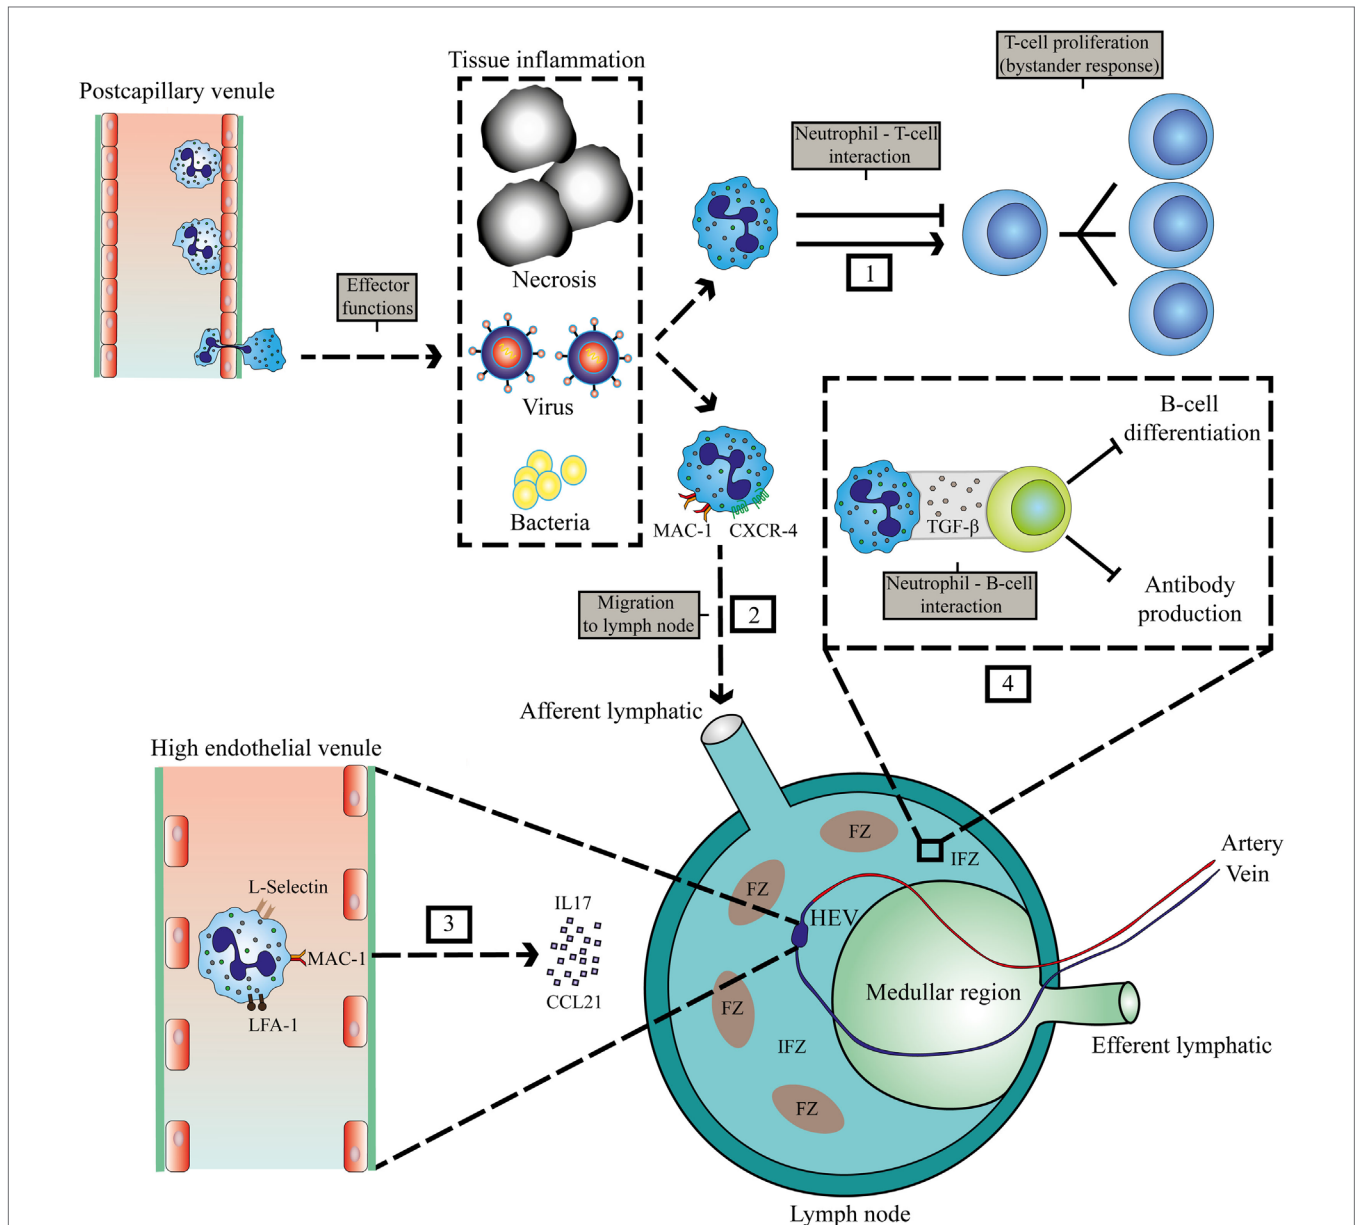 T-cell proliferation
(bystander response)
Tissue inflammation
Postcapillary venule
Neutrophil - T-cell
interaction
Effector
functions
Necrosis
1
Virus
B-cell
differentiation
Bacteria
MAC-1 CXCR-4
TGF-β
Neutrophil - B-cell
interaction
Antibody
production
Migration
to lymph node
2
4
Afferent lymphatic
High endothelial venule
FZ
IFZ
Artery
Vein
FZ
L-Selectin
3
IL17
HEV
MAC-1
CCL21
LFA-1
FZ
Medullar region
IFZ
Efferent lymphatic
FZ
Lymph node